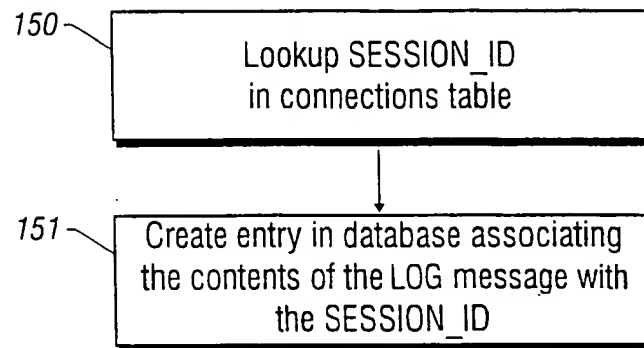 150
Lookup SESSION_ID
in connections table
151
Create entry in database associating
the contents of the LOG message with
the SESSION_ID